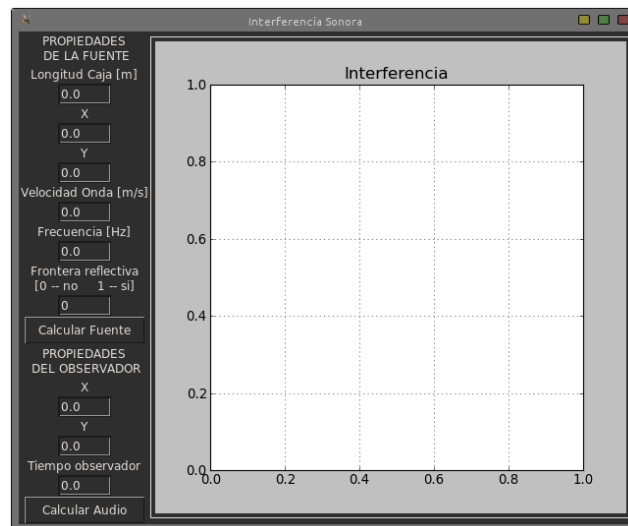 Interferencia Sonora
PROPIEDADES
DE LA FUENTE
Longitud Caja [m]
0.0
X
0.0
Y
0.0
Velocidad Onda [m/s]
0.0
Frecuencia [Hz]
0.0
Frontera reflectiva
[0 -- no 1 -- si]
0
Calcular Fuente
PROPIEDADES
DEL OBSERVADOR
X
0.0
Y
0.0
Tiempo observador
0.0
Calcular Audio
Interferencia
1.0
0.8
0.6
0.4
0.2
0.0
0.0 0.2 0.4 0.6 0.8 1.0